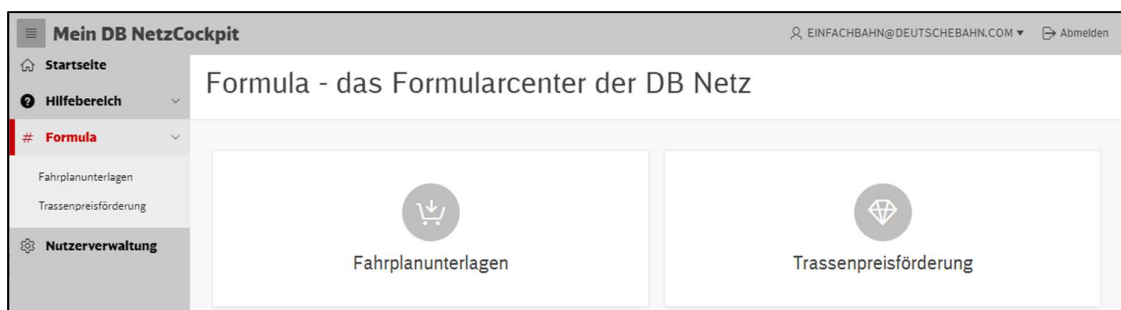 Mein DB NetzCockpit
EINFACHBAHN@DEUTSCHEBAHN.COM ▼ Abmelden
Startseite
Hilfebereich
# Formula
Fahrplanunterlagen
Trassenpreisförderung
Nutzerverwaltung
Formula - das Formularcenter der DB Netz
Fahrplanunterlagen
Trassenpreisförderung